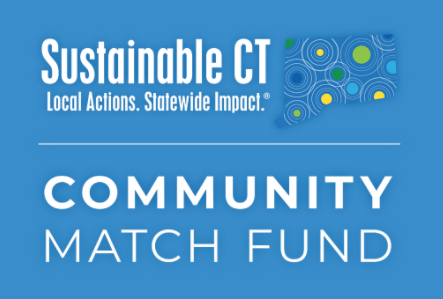 Sustainable CT
Local Actions. Statewide Impact.®
COMMUNITY
MATCH FUND